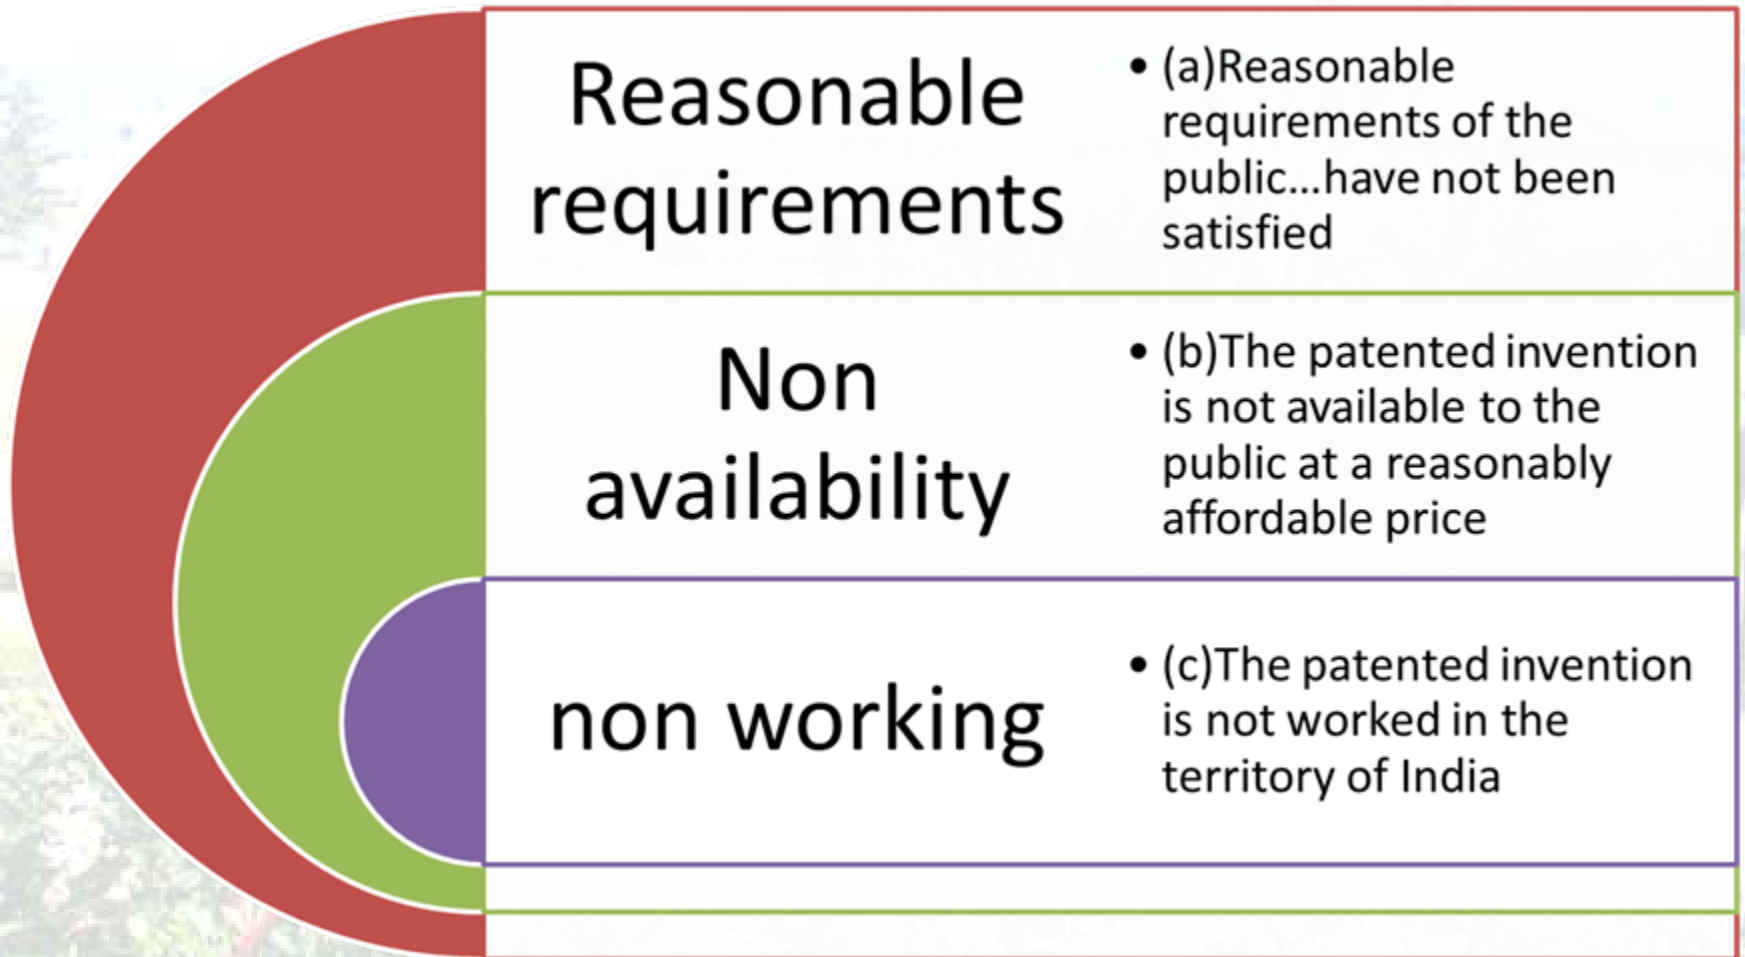 Reasonable
requirements
• (a)Reasonable
requirements of the
public...have not been
satisfied
Non
availability
• (b)The patented invention
is not available to the
public at a reasonably
affordable price
non working
• (c)The patented invention
is not worked in the
territory of India